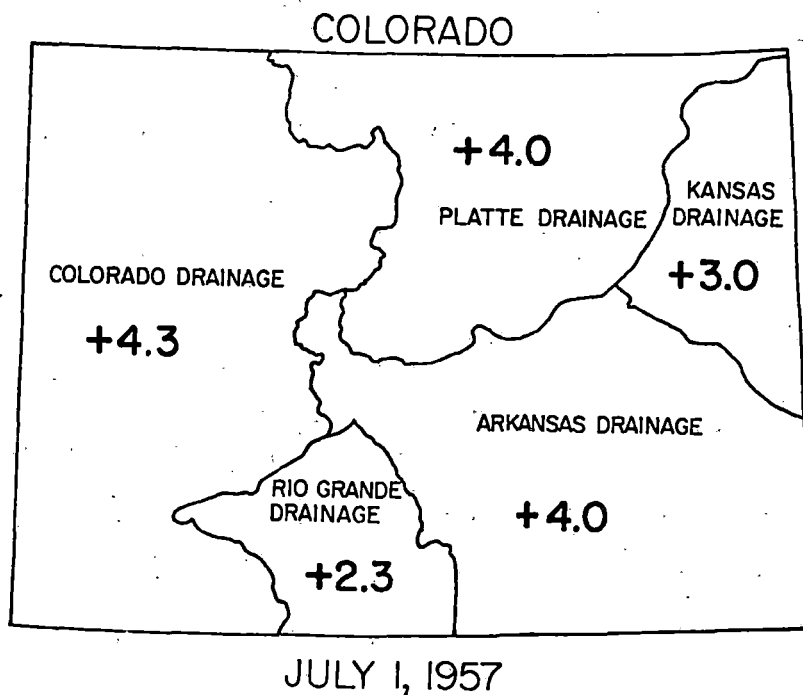 COLORADO
+4.0
PLATTE DRAINAGE
KANSAS
DRAINAGE
+3.0
COLORADO DRAINAGE
+4.3
ARKANSAS DRAINAGE
+4.0
RIO GRANDE
DRAINAGE
+2.3
JULY 1, 1957